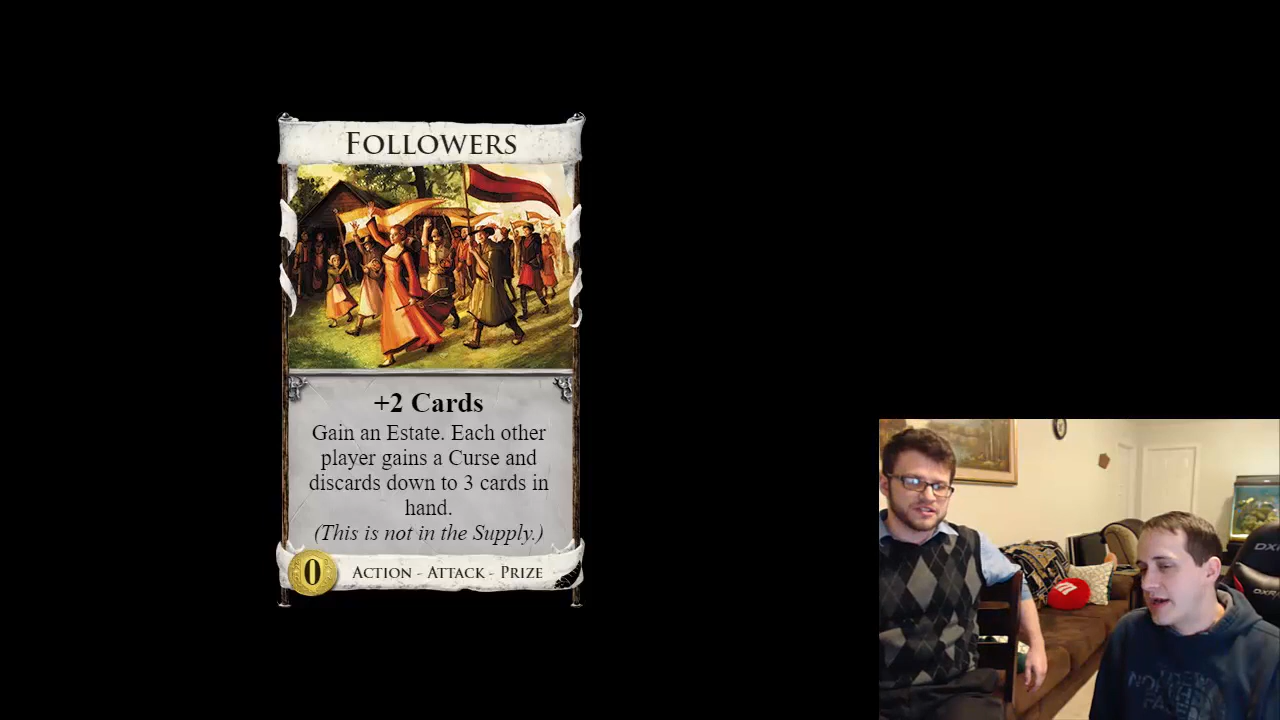 FOLLOWERS
+2 Cards
Gain an Estate. Each other
player gains a Curse and
discards down to 3 cards in
hand.
(This is not in the Supply.)
0
ACTION - ATTACK - PRIZE